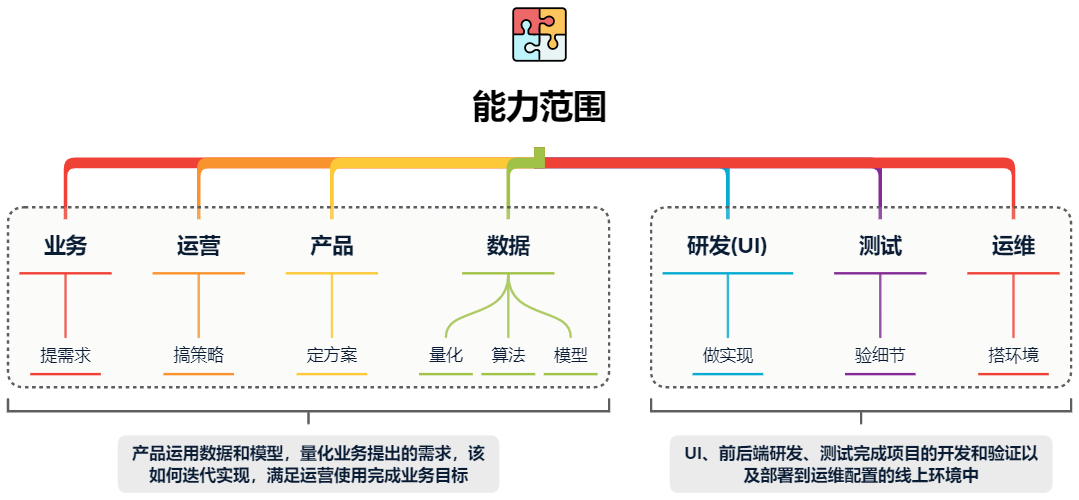 能力范围
业务
运营
产品
数据
研发(UI)
测试
运维
提需求
搞策略
定方案
量化
算法
模型
做实现
验细节
搭环境
产品运用数据和模型，量化业务提出的需求，该
如何迭代实现，满足运营使用完成业务目标
UI、前后端研发、测试完成项目的开发和验证以
及部署到运维配置的线上环境中